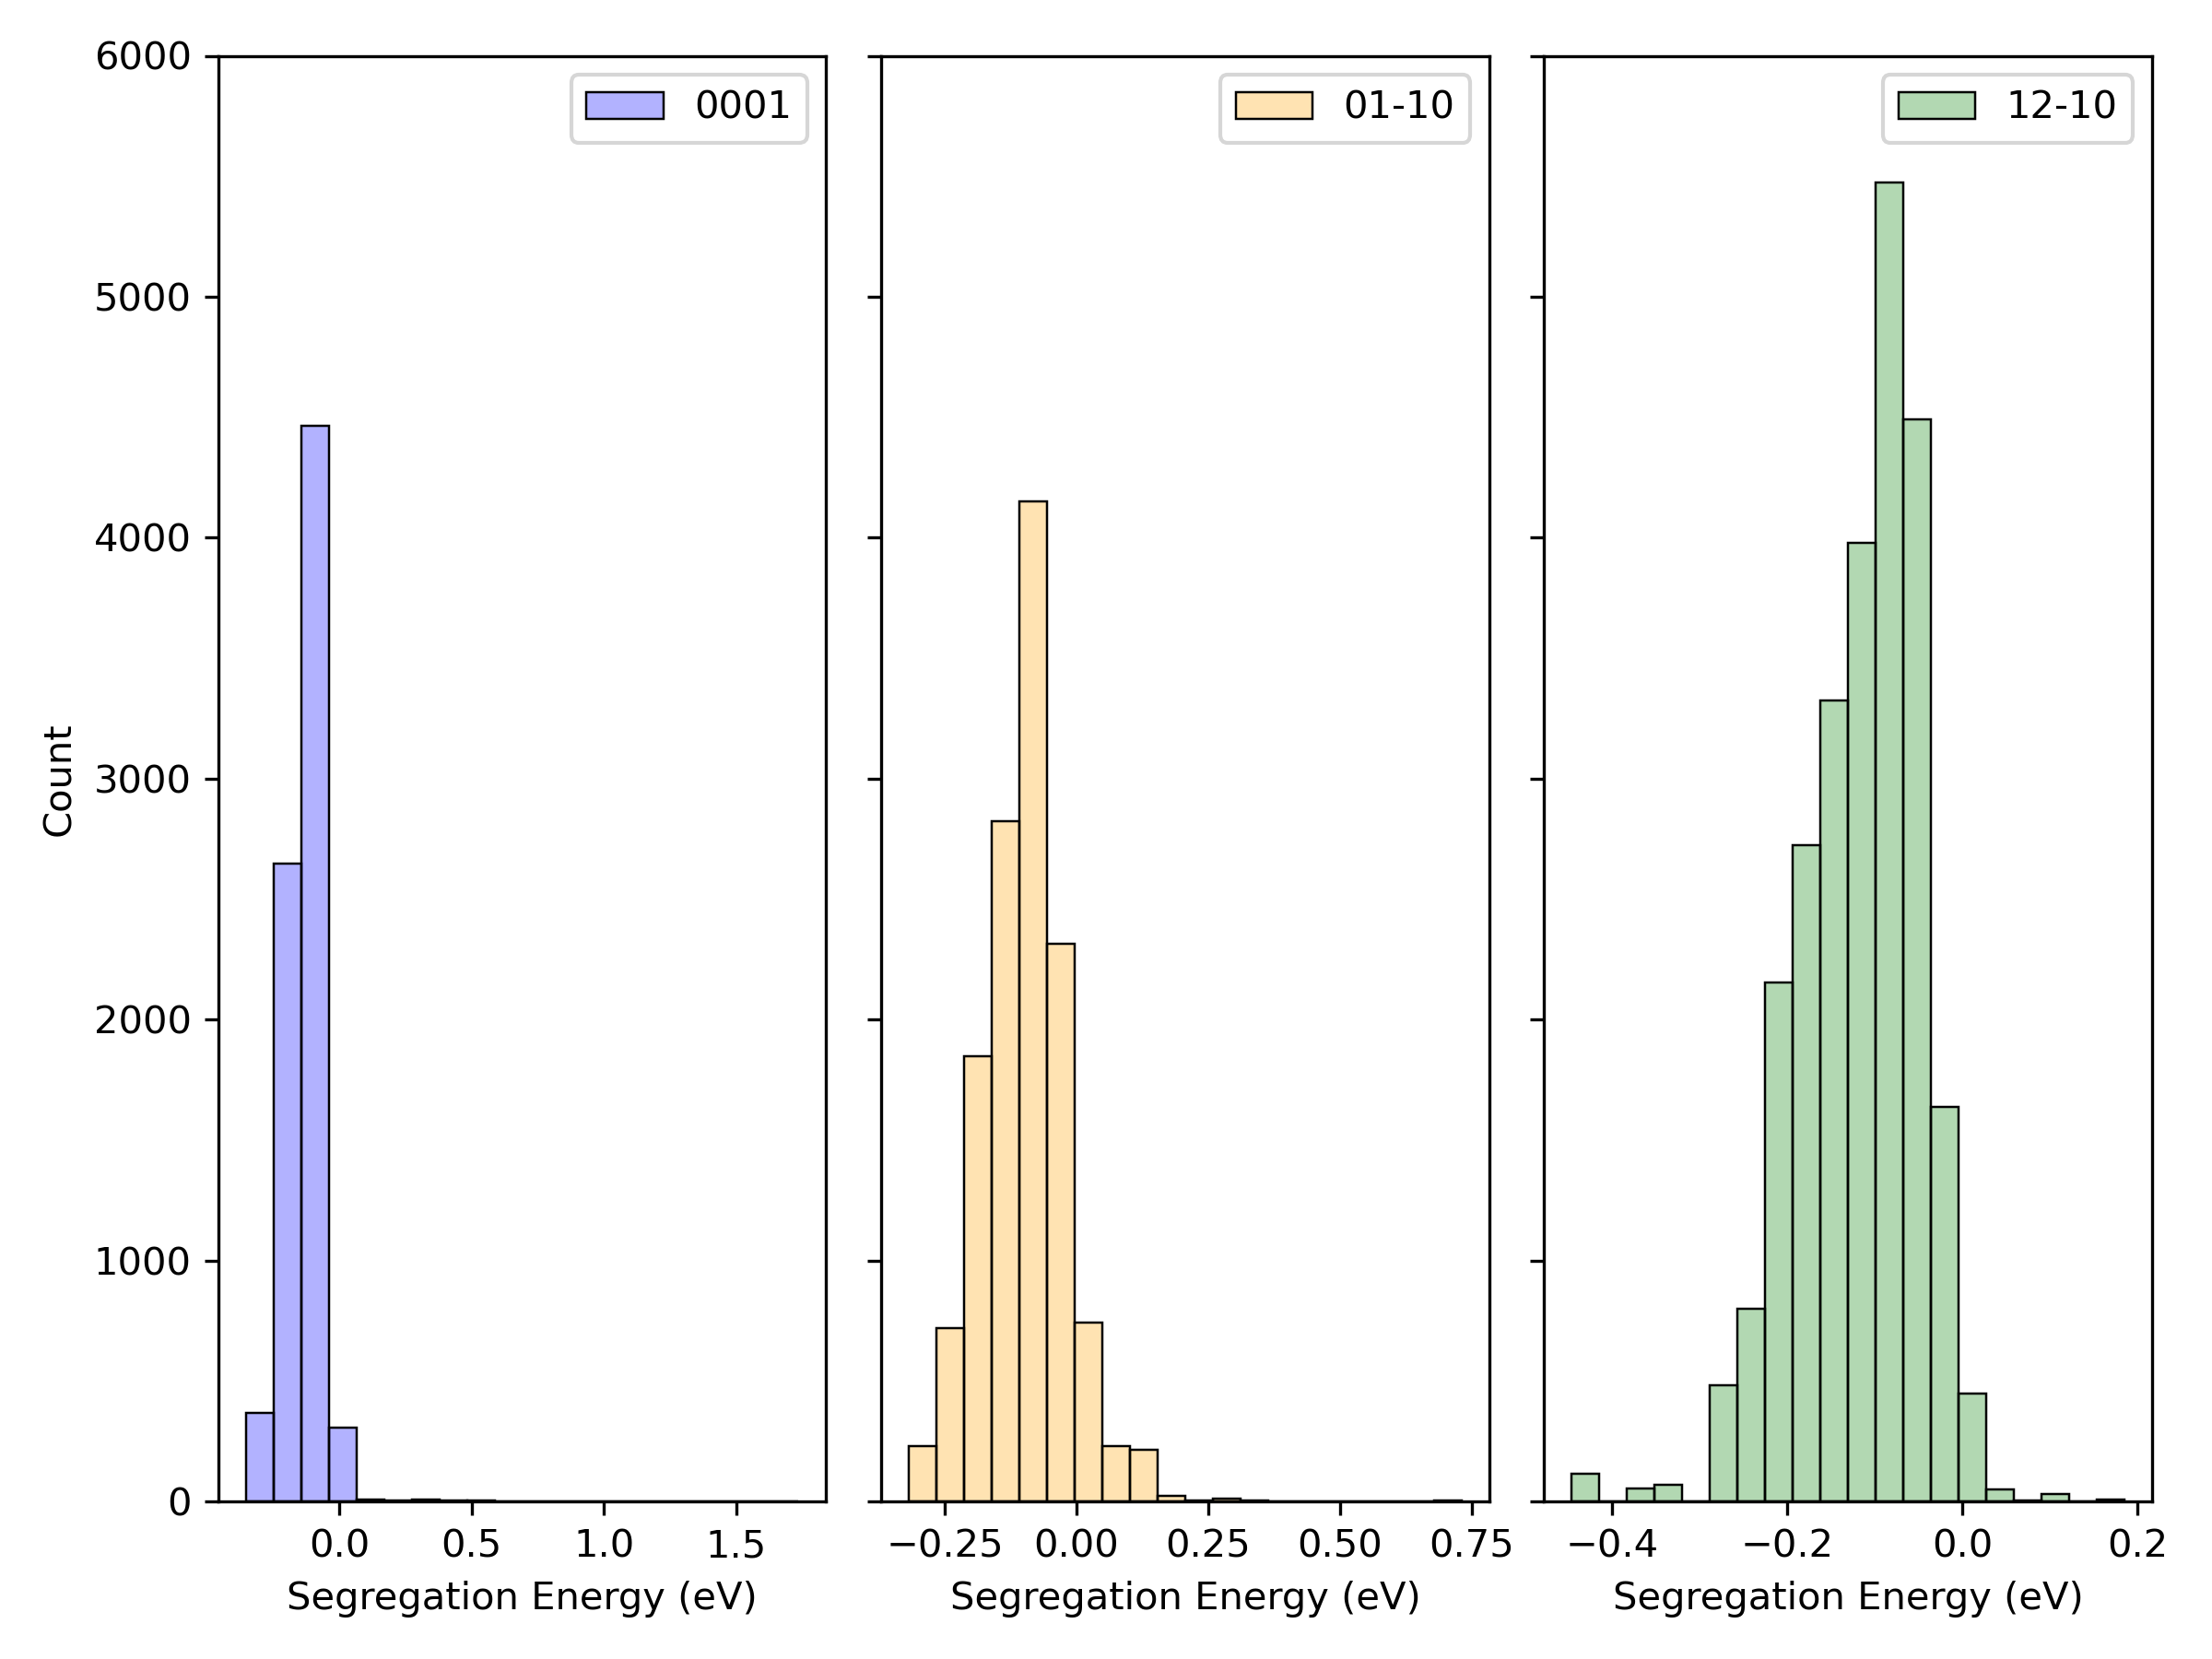 6000
5000
4000
3000
2000
1000
0
Count
0001
0.0 0.5 1.0 1.5
Segregation Energy (eV)
01-10
−0.25 0.00 0.25 0.50 0.75
Segregation Energy (eV)
12-10
−0.4 −0.2 0.0 0.2
Segregation Energy (eV)